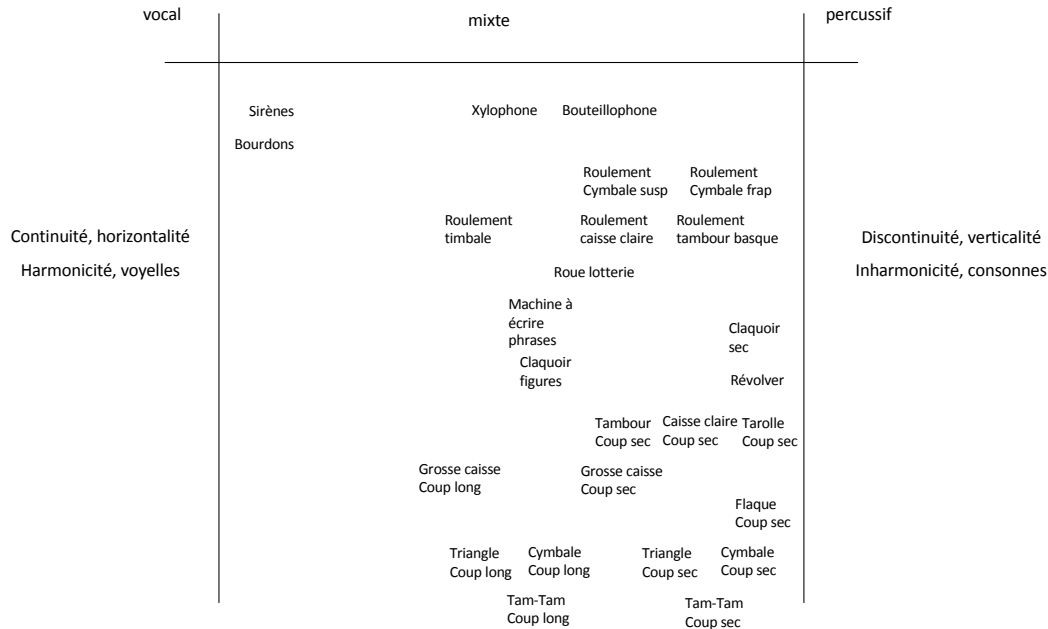 vocal
mixte
percussif
Sirènes
Xylophone
Bouteillophone
Bourdons
Roulement
Cymbale susp
Roulement
Cymbale frap
Continuité, horizontalité
Harmonicité, voyelles
Roulement
timbale
Roulement
caisse claire
Roulement
tambour basque
Discontinuité, verticalité
Inharmonicité, consonnes
Roue lotterie
Machine à
écrire
phrases
Claquoir
sec
Claquoir
figures
Révolver
Tambour
Coup sec
Caisse claire
Coup sec
Tarolle
Coup sec
Grosse caisse
Coup long
Grosse caisse
Coup sec
Flaque
Coup sec
Triangle
Coup long
Cymbale
Coup long
Triangle
Coup sec
Cymbale
Coup sec
Tam-Tam
Coup long
Tam-Tam
Coup sec